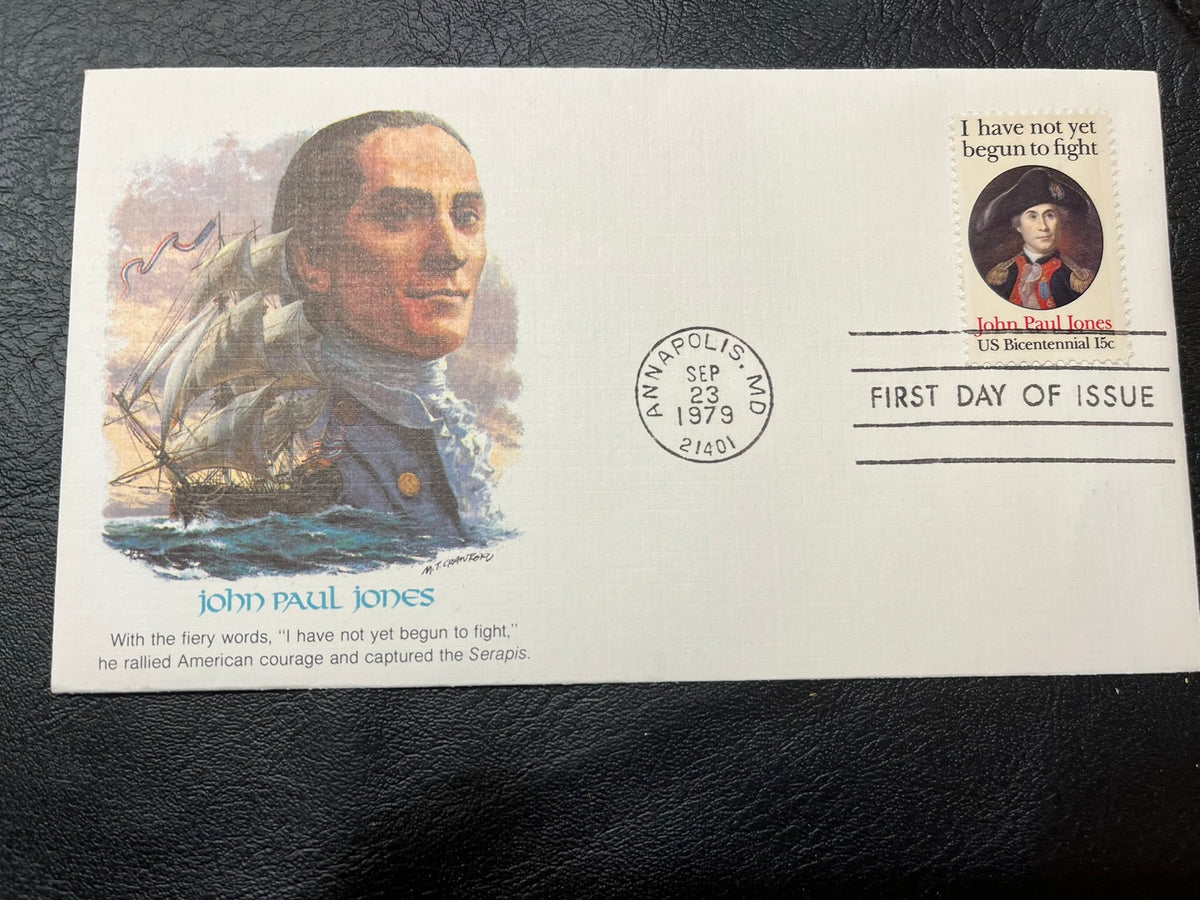 I have not yet
begun to fight
John Paul Jones
US Bicentennial 15c
ANNAPOLIS. MD
SEP
23
1979
21401
FIRST DAY OF ISSUE
M.T. CRAWFORD
John Paul Jones
With the fiery words, "I have not yet begun to fight,"
he rallied American courage and captured the Serapis.